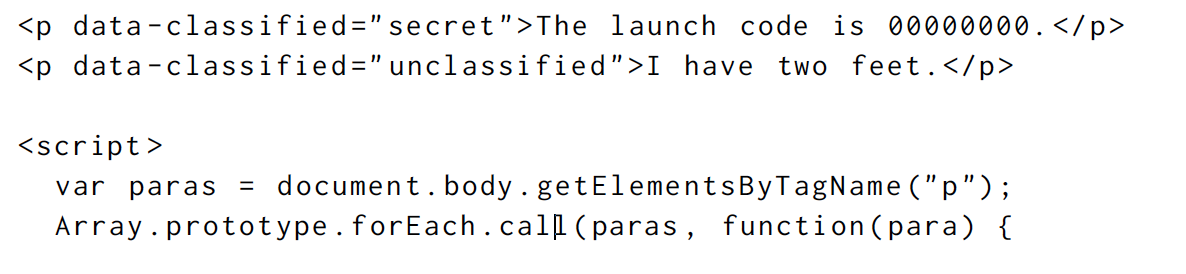 <p data-classified="secret">The launch code is 00000000.</p>
<p data-classified="unclassified">I have two feet.</p>
<script>
var paras = document.body.getElementsByTagName("p");
Array.prototype.forEach.call(paras, function(para) {